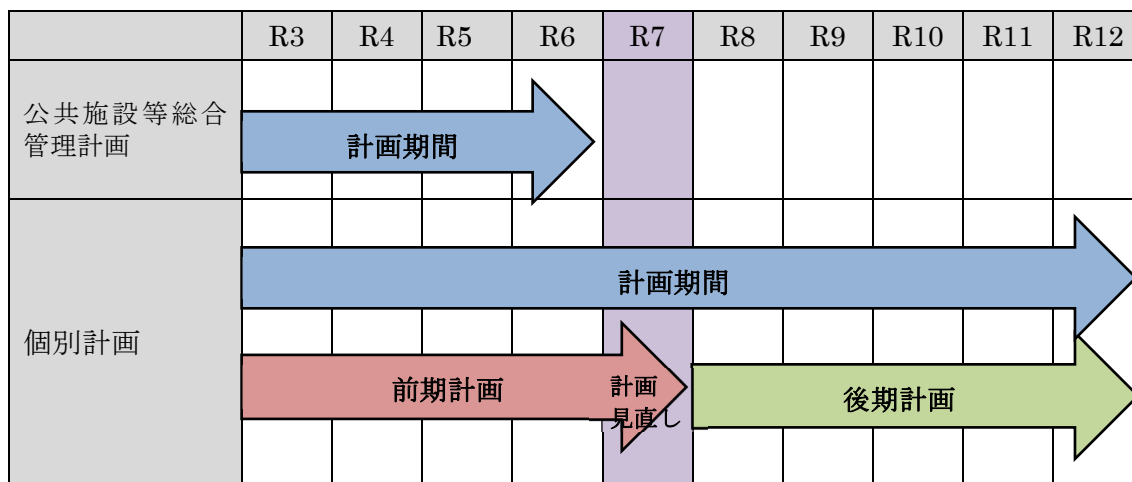 R3 R4 R5 R6 R7 R8 R9 R10 R11 R12
公共施設等総合
管理計画
計画期間
個別計画
計画期間
前期計画
計画
見直し
後期計画